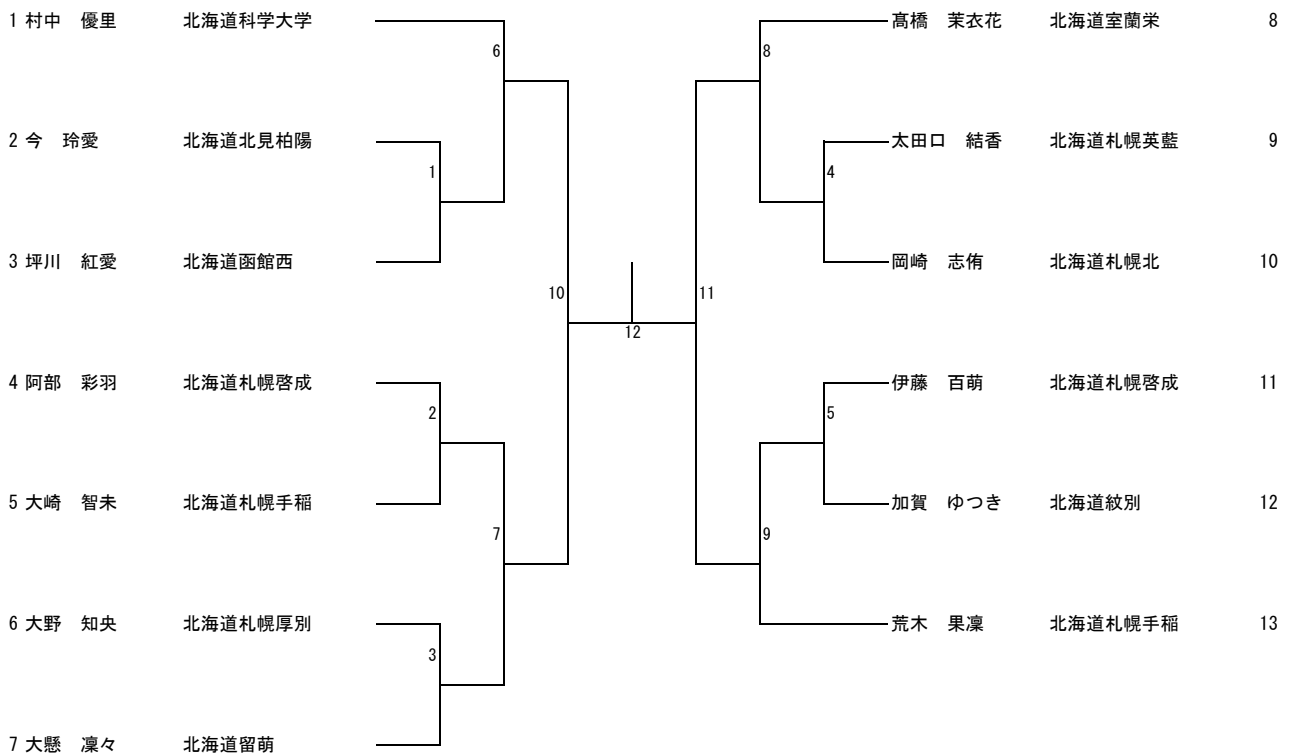 1 村中 優里 北海道科学大学
6
2 今 玲愛 北海道北見柏陽
1
3 坪川 紅愛 北海道函館西
10
4 阿部 彩羽 北海道札幌啓成
2
5 大崎 智未 北海道札幌手稲
7
6 大野 知央 北海道札幌厚別
3
7 大懸 凜々 北海道留萌
12
髙橋 茉衣花 北海道室蘭栄 8
8
太田口 結香 北海道札幌英藍 9
4
岡崎 志侑 北海道札幌北 10
11
伊藤 百萌 北海道札幌啓成 11
5
加賀 ゆつき 北海道紋別 12
9
荒木 果凜 北海道札幌手稲 13